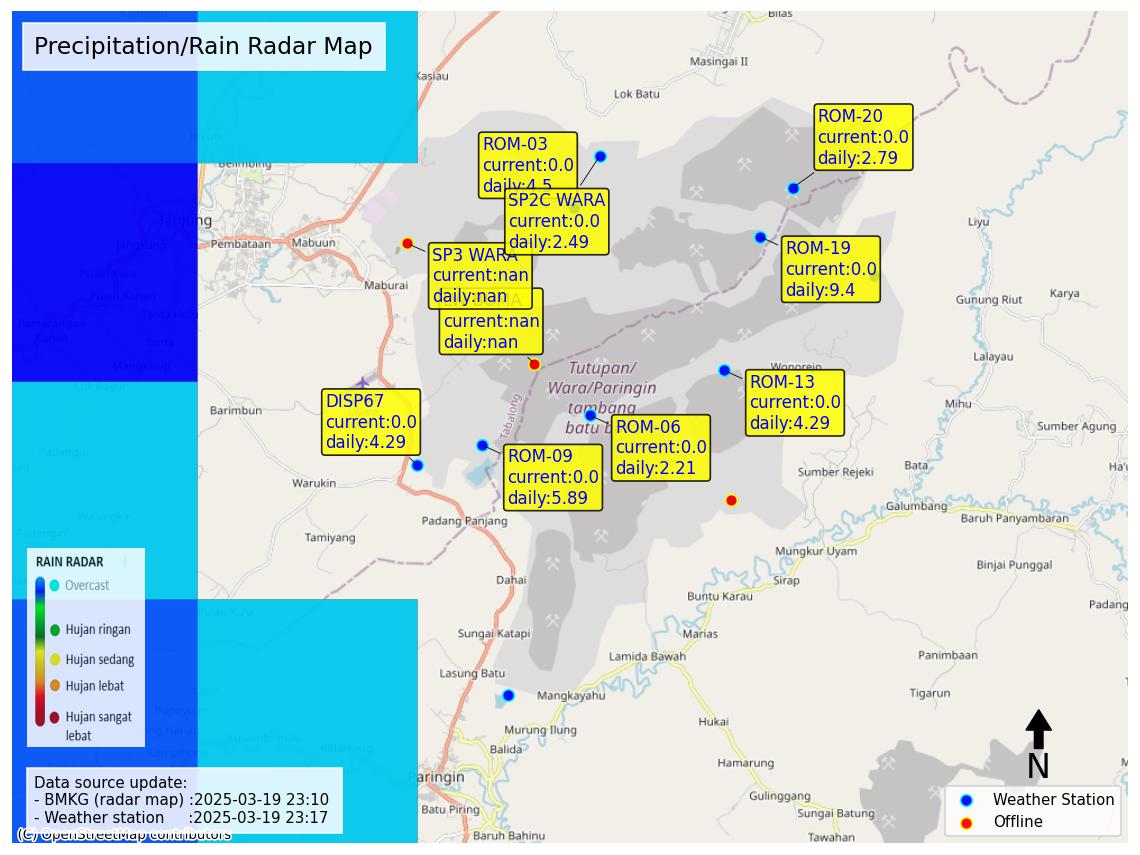 Precipitation/Rain Radar Map
Bilas
Masingai II
Kasiau
Lok Batu
Belimbing
Tanjung
Jangkung
Pembataan
Mabuun
Maburai
Mangkusip
Barimbun
Warukin
Tamiyang
Padang Panjang
Dahai
Sungai Katapi
Lasung Batu
Mangkayahu
Murung Ilung
Balida
Paringin
Batu Piring
Baruh Bahinu
Lamida Bawah
Marias
Buntu Karau
Sirap
Mungkur Uyam
Galumbang
Baruh Panyambaran
Binjai Punggal
Padang
Panimbaan
Tigarun
Hukai
Hamarung
Gulinggang
Sungai Batung
Tawahan
Bata
Sumber Rejeki
Sumber Agung
Mihu
Lalayau
Gunung Riut
Karya
Liyu
Wonorejo
Tabalong
Tutupan/
Wara/Paringin
tambang
batu b
ROM-03
current:0.0
daily:4.5
SP2C WARA
current:0.0
daily:2.49
ROM-20
current:0.0
daily:2.79
ROM-19
current:0.0
daily:9.4
SP3 WARA
current:nan
daily:nan
current:nan
daily:nan
ROM-13
current:0.0
daily:4.29
DISP67
current:0.0
daily:4.29
ROM-06
current:0.0
daily:2.21
ROM-09
current:0.0
daily:5.89
RAIN RADAR
Overcast
Hujan ringan
Hujan sedang
Hujan lebat
Hujan sangat
lebat
Data source update:
- BMKG (radar map) :2025-03-19 23:10
- Weather station :2025-03-19 23:17
(C) OpenStreetMap contributors
N
Weather Station
Offline